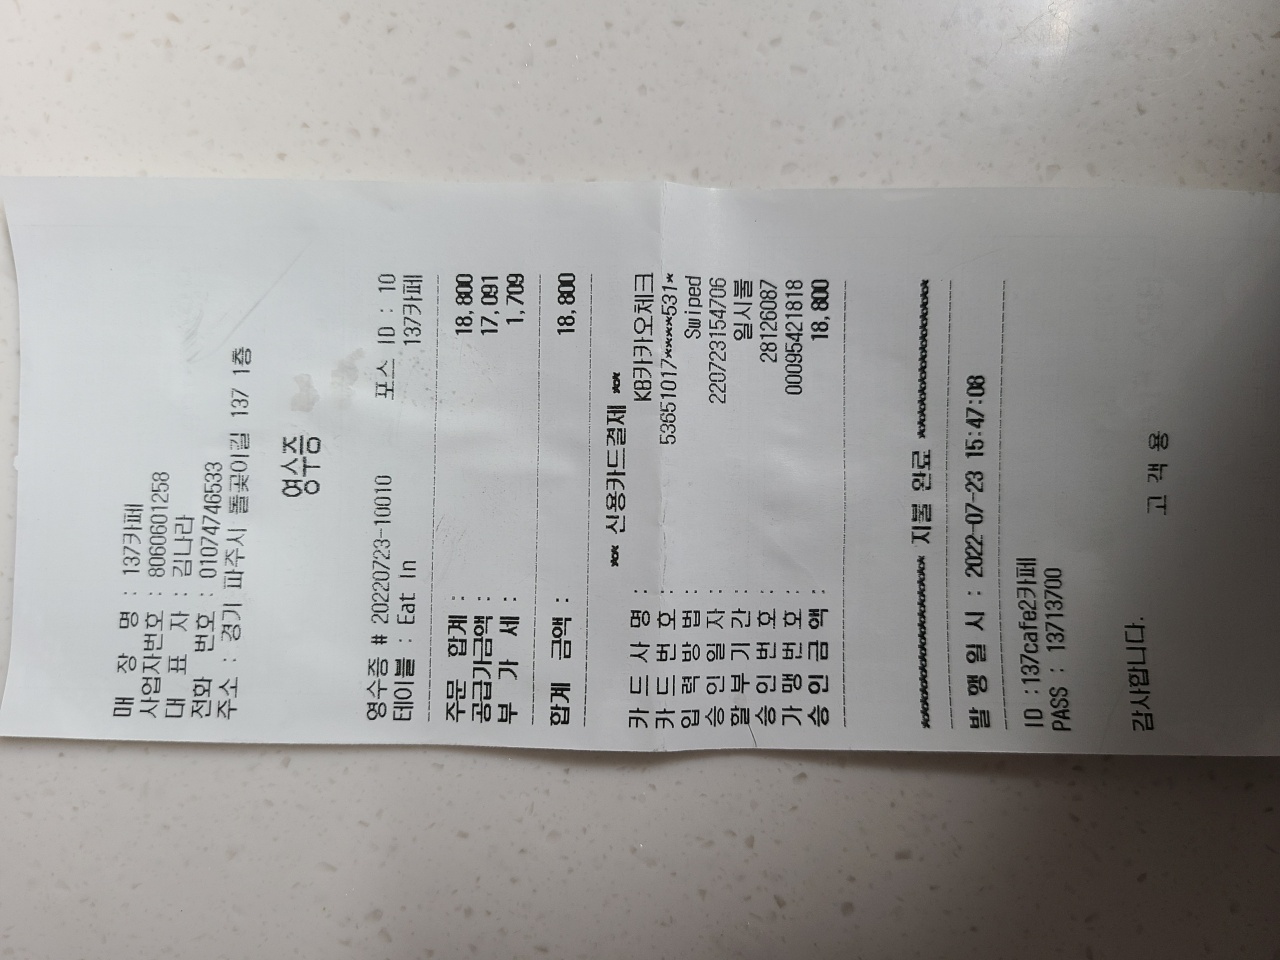 매 장 명 : 137카페
사업자번호 : 8060601258
대 표 자 : 김나라
전화 번호 : 01074746533
주소 : 경기 파주시 돌곶이길 137 1층
영수증
영수증 # 20220723-10010 포스 ID : 10
테이블 : Eat In 137카페
주문 합계 : 18,800
공급가금액 : 17,091
부 가 세 : 1,709
합계 금액 : 18,800
** 신용카드결제 **
카 드 사 명 : KB카카오체크
카 드 번 호 : 53651017****531*
입 력 방 법 : Swiped
승 인 일 자 : 220723154706
할 부 기 간 : 일시불
승 인 번 호 : 28126087
가 맹 번 호 : 00095421818
승 인 금 액 : 18,800
******************** 지불 완료 ********************
발 행 일 시 : 2022-07-23 15:47:08
ID :137cafe2카페
PASS : 13713700
감사합니다.
고 객 용